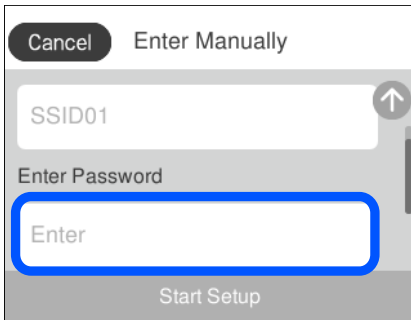 Cancel Enter Manually
SSID01
Enter Password
Enter
Start Setup